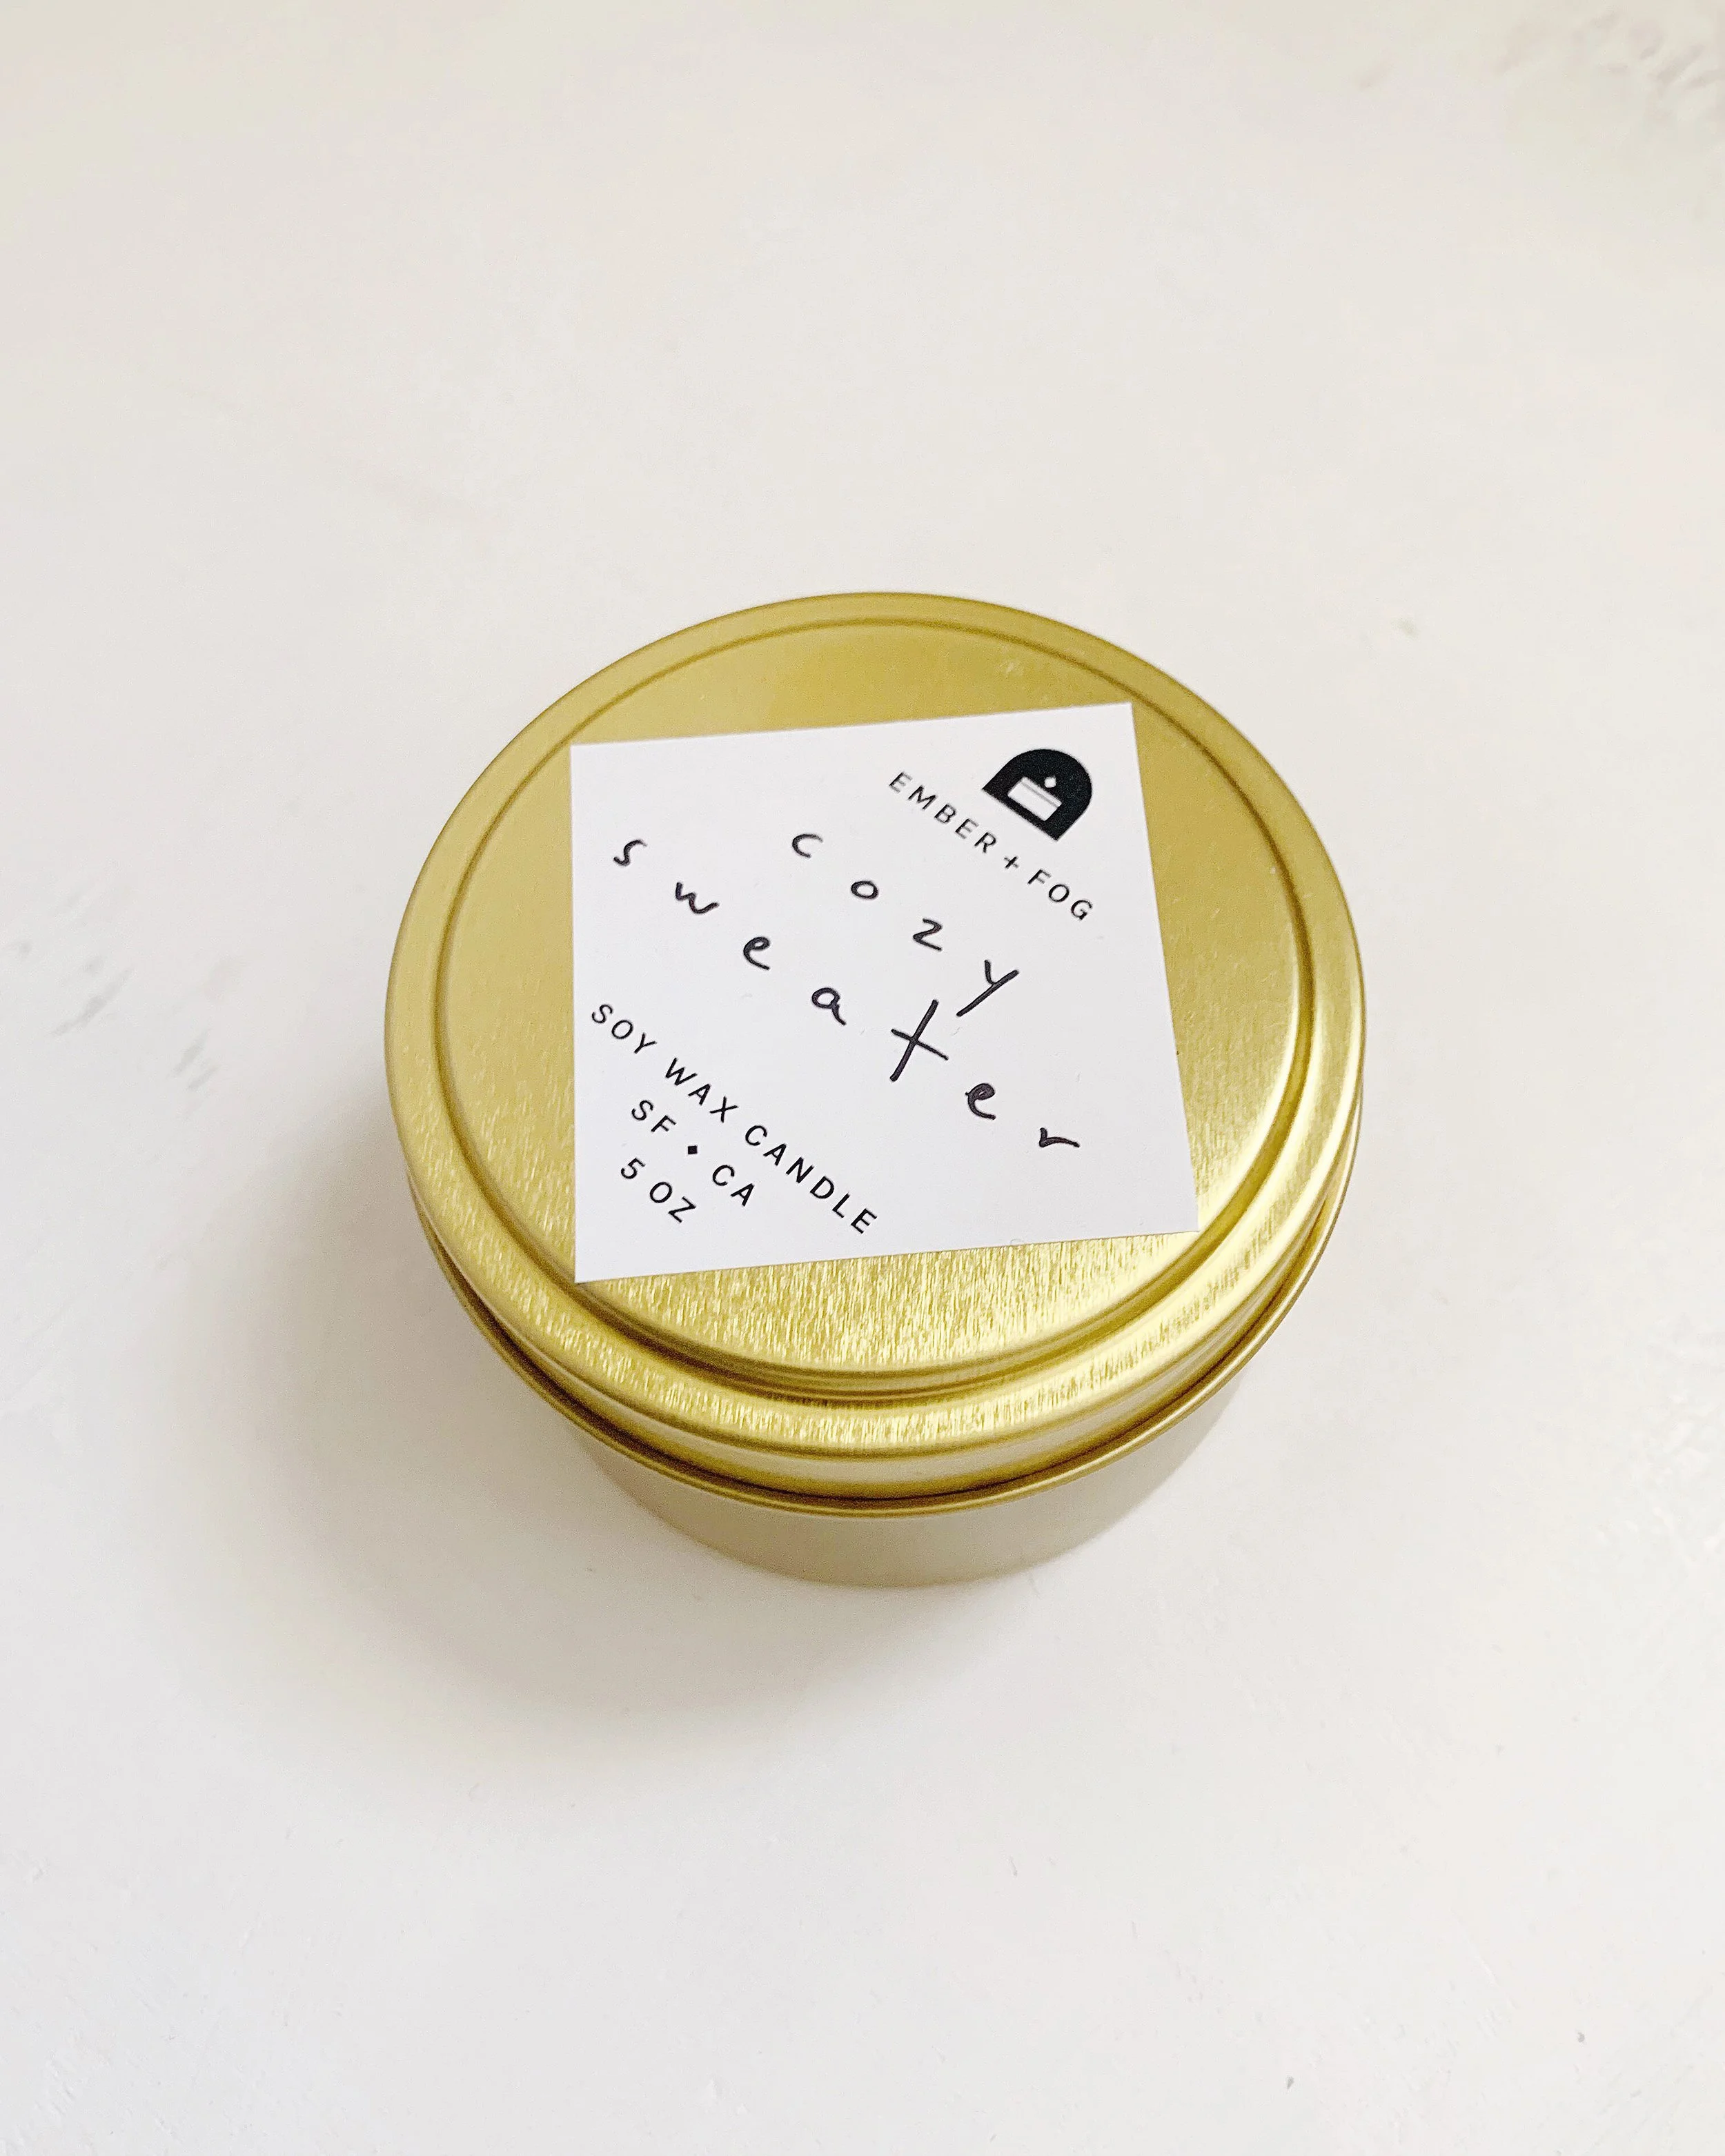 EMBER + FOG
cozy
sweater
SOY WAX CANDLE
SF • CA
5 OZ